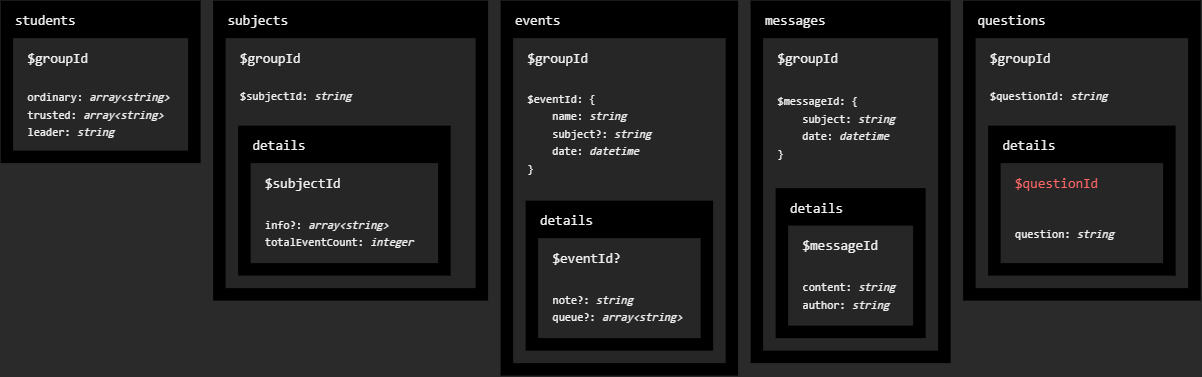 students
$groupId
ordinary: array<string>
trusted: array<string>
leader: string
subjects
$groupId
$subjectId: string
details
$subjectId
info?: array<string>
totalEventCount: integer
events
$groupId
$eventId: {
name: string
subject?: string
date: datetime
}
details
$eventId?
note?: string
queue?: array<string>
messages
$groupId
$messageId: {
subject: string
date: datetime
}
details
$messageId
content: string
author: string
questions
$groupId
$questionId: string
details
$questionId
question: string